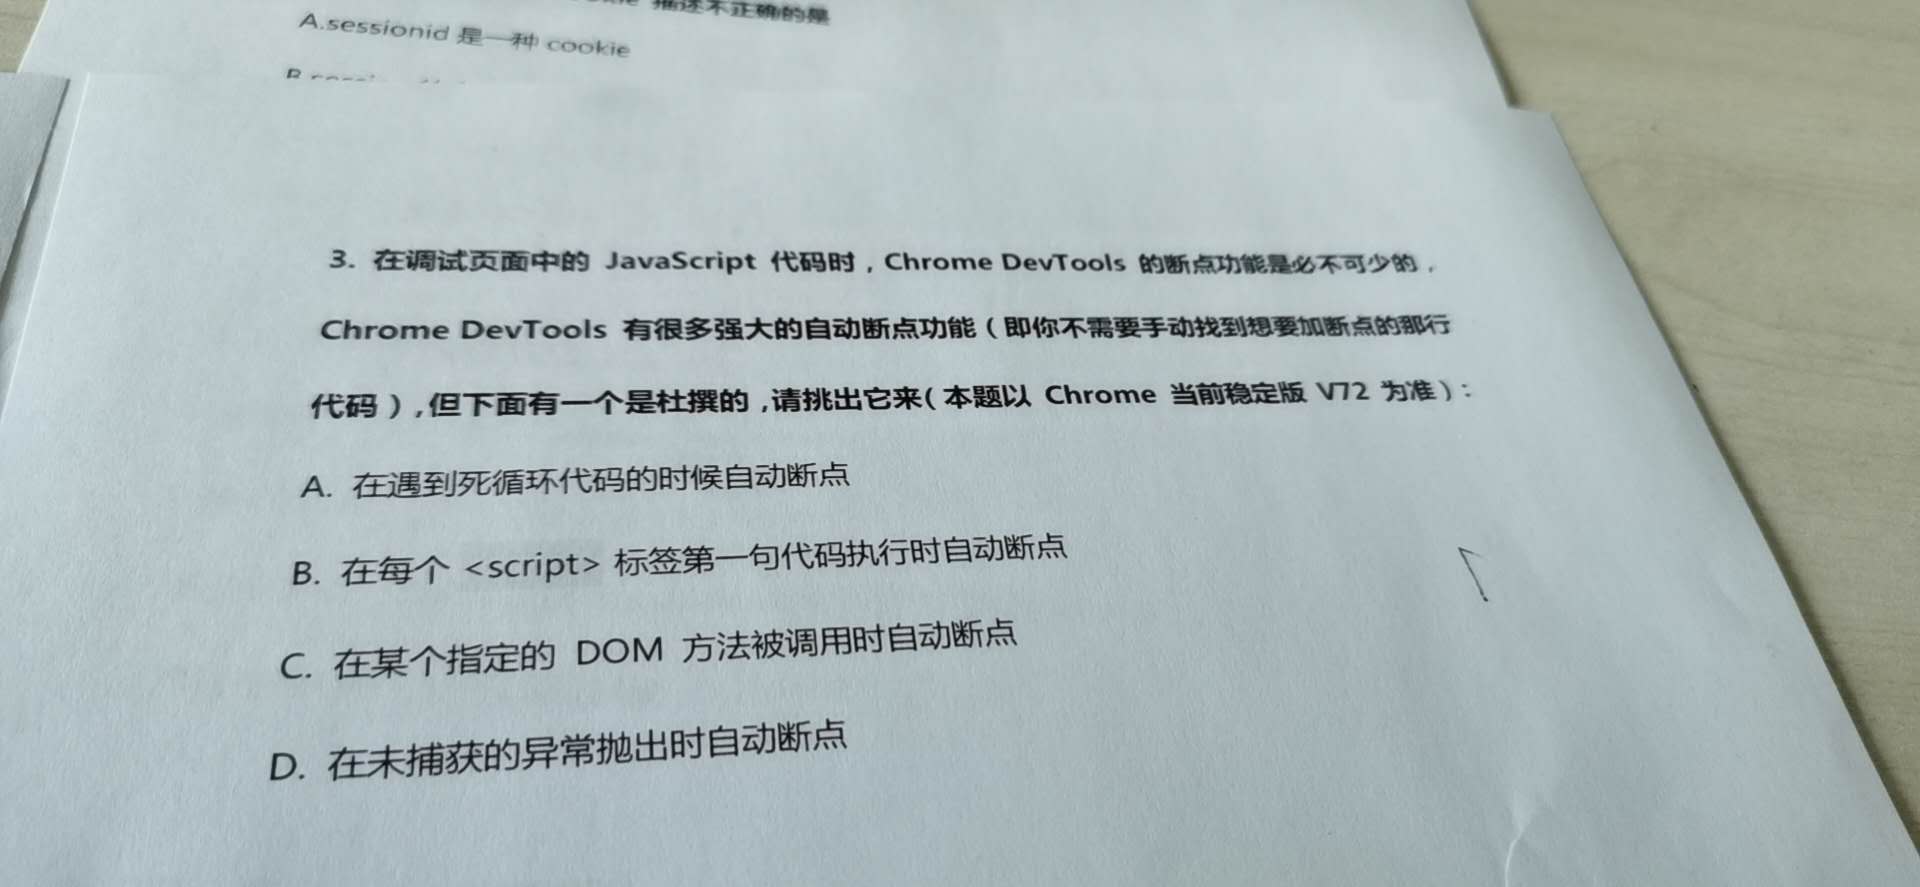 描述不正确的是
A.sessionid 是一种 cookie
3. 在调试页面中的 JavaScript 代码时，Chrome DevTools 的断点功能是必不可少的，
Chrome DevTools 有很多强大的自动断点功能（即你不需要手动找到想要加断点的那行
代码）,但下面有一个是杜撰的 ,请挑出它来( 本题以 Chrome 当前稳定版 V72 为准)：
A. 在遇到死循环代码的时候自动断点
B. 在每个 <script> 标签第一句代码执行时自动断点
C. 在某个指定的 DOM 方法被调用时自动断点
D. 在未捕获的异常抛出时自动断点